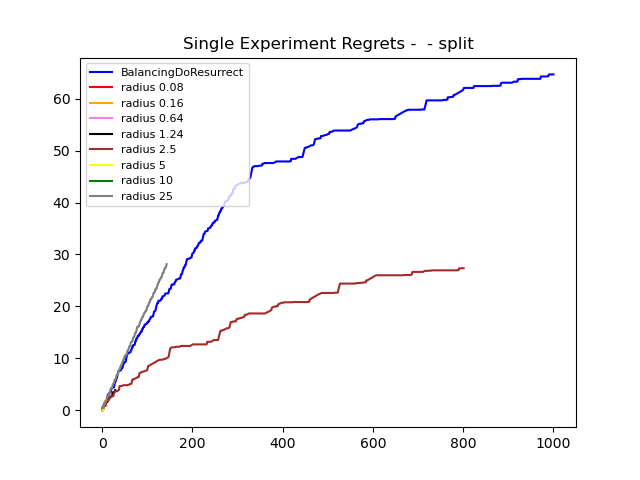 Single Experiment Regrets -  - split
BalancingDoResurrect
radius 0.08
radius 0.16
radius 0.64
radius 1.24
radius 2.5
radius 5
radius 10
radius 25
60
50
40
30
20
10
0
0 200 400 600 800 1000